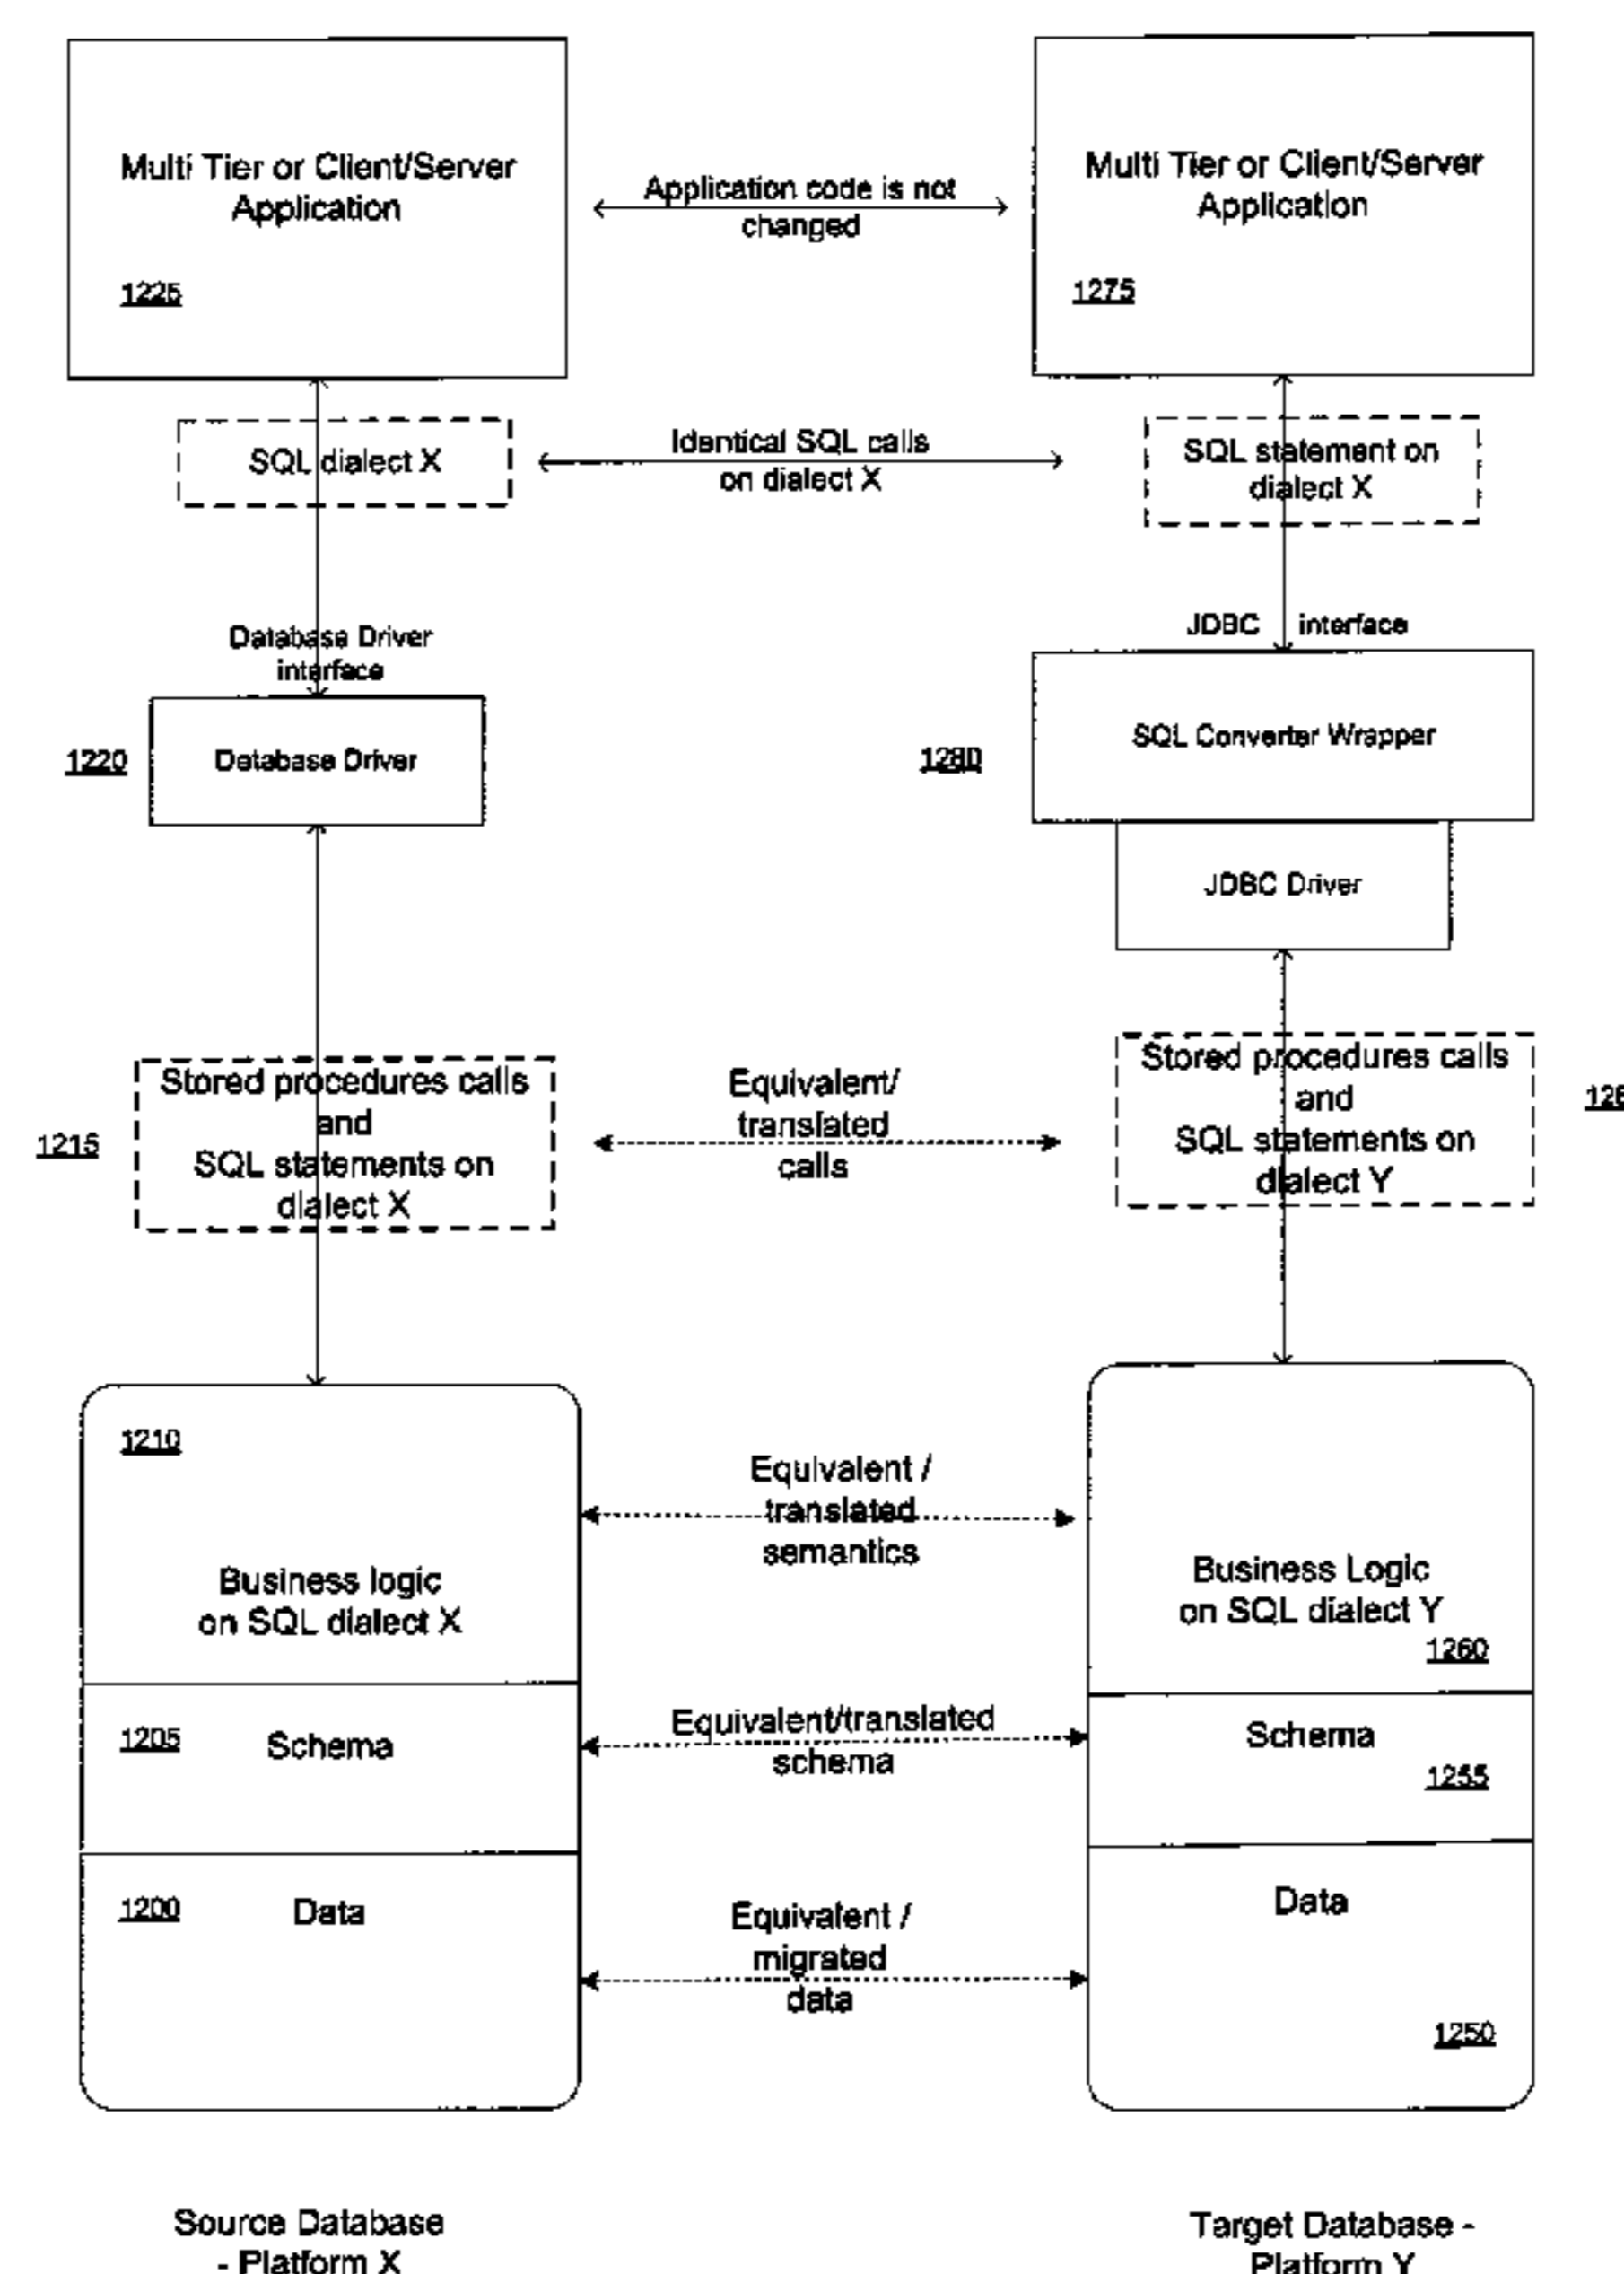 Multi Tier or Client/Server
Application
1225
Application code is not
changed
Multi Tier or Client/Server
Application
1275
SQL dialect X
Identical SQL calls
on dialect X
SQL statement on
dialect X
Database Driver
interface
JDBC interface
1220
Database Driver
1280
SQL Converter Wrapper
JDBC Driver
Stored procedures calls
and
SQL statements on
dialect X
1215
Equivalent/
translated
calls
Stored procedures calls
and
SQL statements on
dialect Y
1210
Business logic
on SQL dialect X
Equivalent /
translated
semantics
Business Logic
on SQL dialect Y
1260
1205
Schema
Equivalent/translated
schema
Schema
1255
1200
Data
Equivalent /
migrated
data
Data
1250
Source Database
- Platform X
Target Database -
Platform Y